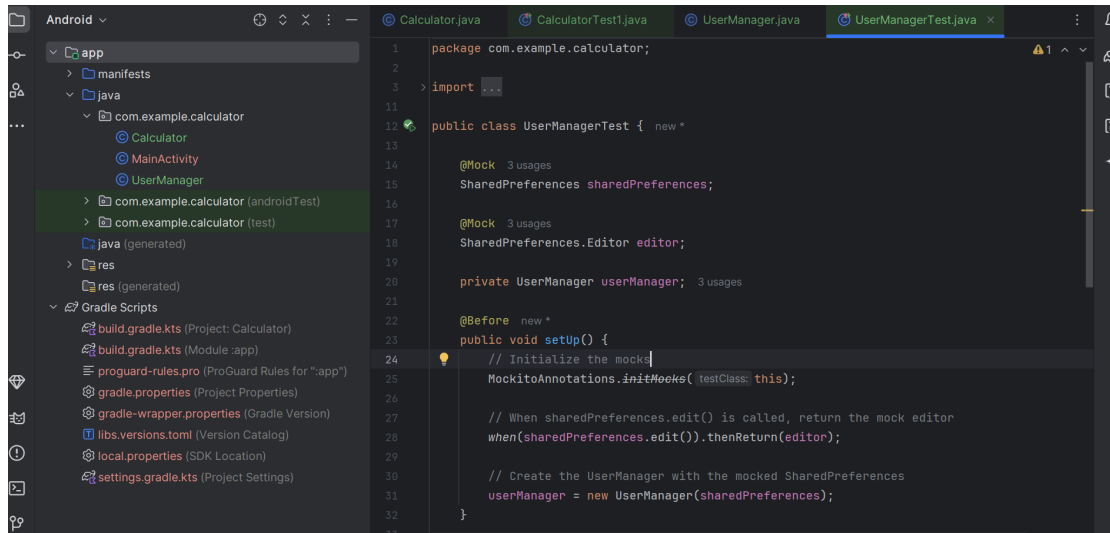 Android
Calculator.java CalculatorTest1.java UserManager.java UserManagerTest.java
app
manifests
java
com.example.calculator
Calculator
MainActivity
UserManager
com.example.calculator (androidTest)
com.example.calculator (test)
java (generated)
res
res (generated)
Gradle Scripts
build.gradle.kts (Project: Calculator)
build.gradle.kts (Module :app)
proguard-rules.pro (ProGuard Rules for ":app")
gradle.properties (Project Properties)
gradle-wrapper.properties (Gradle Version)
libs.versions.toml (Version Catalog)
local.properties (SDK Location)
settings.gradle.kts (Project Settings)
1 package com.example.calculator; 1
2
3 import ...
11
12 public class UserManagerTest { new *
13
14 @Mock 3 usages
15 SharedPreferences sharedPreferences;
16
17 @Mock 3 usages
18 SharedPreferences.Editor editor;
19
20 private UserManager userManager; 3 usages
21
22 @Before new *
23 public void setUp() {
24 // Initialize the mocks
25 MockitoAnnotations.initMocks( testClass: this);
26
27 // When sharedPreferences.edit() is called, return the mock editor
28 when(sharedPreferences.edit()).thenReturn(editor);
29
30 // Create the UserManager with the mocked SharedPreferences
31 userManager = new UserManager(sharedPreferences);
32 }